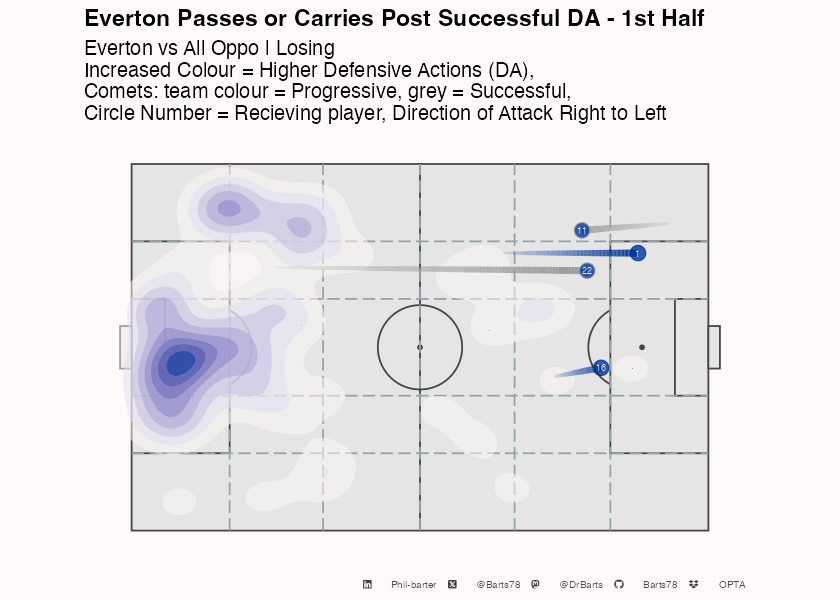 Everton Passes or Carries Post Successful DA - 1st Half
Everton vs All Oppo l Losing
Increased Colour = Higher Defensive Actions (DA),
Comets: team colour = Progressive, grey = Successful,
Circle Number = Recieving player, Direction of Attack Right to Left
11
1
22
16
Phil-barter @Barts78 @DrBarts Barts78 OPTA